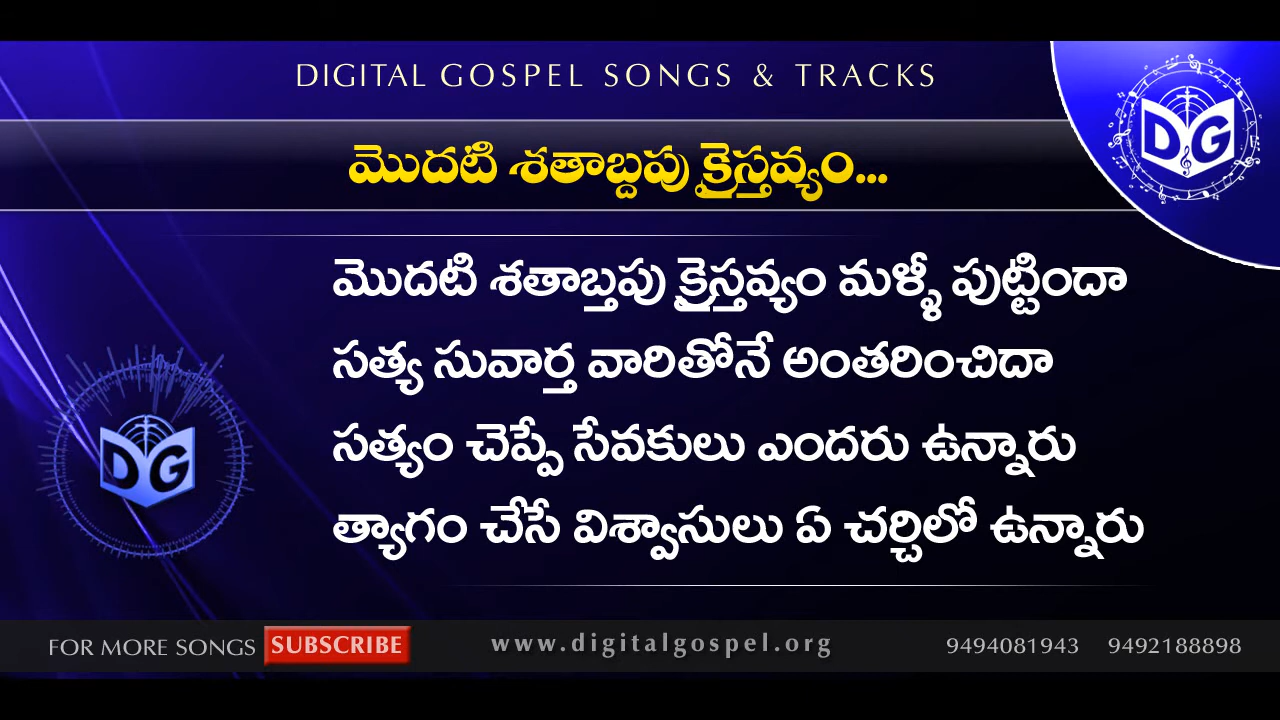 DIGITAL GOSPEL SONGS & TRACKS
DG
మొదటి శతాబ్దపు క్రైస్తవ్యం...
మొదటి శతాబ్తపు క్రైస్తవ్యం మళ్ళీ పుట్టిందా
సత్య సువార్త వారితోనే అంతరించిదా
సత్యం చెప్పే సేవకులు ఎందరు ఉన్నారు
త్యాగం చేసే విశ్వాసులు ఏ చర్చిలో ఉన్నారు
DG
FOR MORE SONGS SUBSCRIBE www.digitalgospel.org 9494081943 9492188898